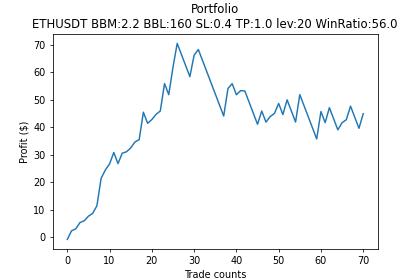 Portfolio
ETHUSDT BBM:2.2 BBL:160 SL:0.4 TP:1.0 lev:20 WinRatio:56.0
70
60
50
40
30
20
10
0
Profit ($)
0 10 20 30 40 50 60 70
Trade counts